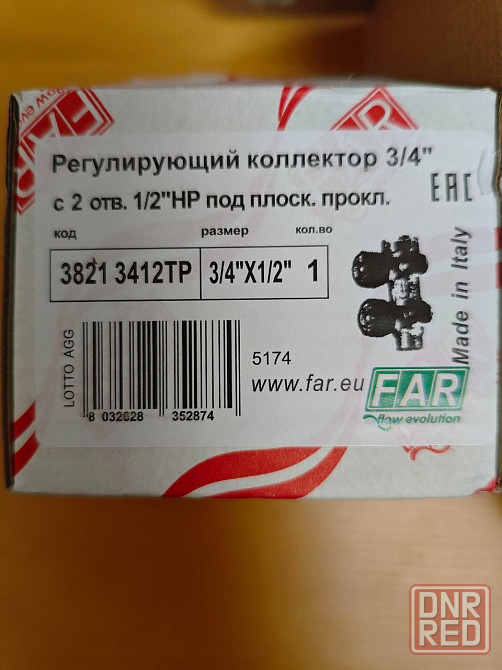 Регулирующий коллектор 3/4"
с 2 отв. 1/2"НР под плоск. прокл.
EAC
код размер кол.во
3821 3412TP 3/4"X1/2" 1
Made in Italy
LOTTO AGG
8 032828 352874
5174
www.far.eu
FAR
flow evolution
DNR
RED